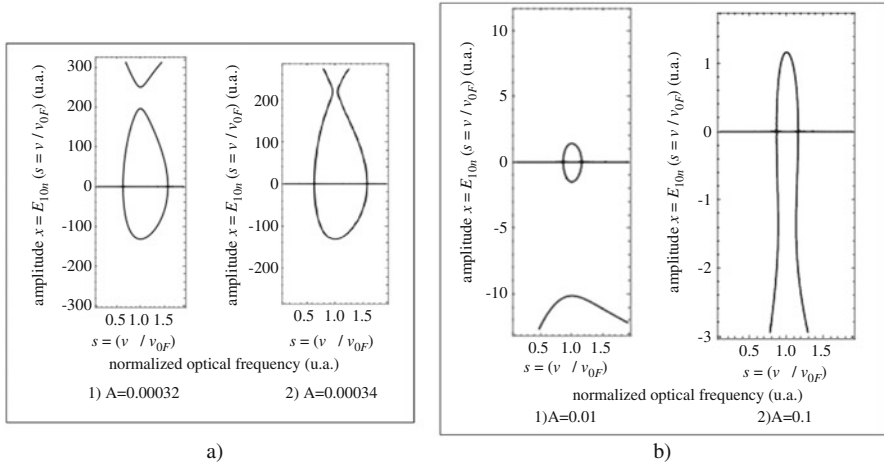 amplitude x = E10n (s = v / v0F) (u.a.)
300
200
100
0
-100
-200
-300
0.5 1.0 1.5
s = (v / v0F)
amplitude x = E10n (s = v / v0F) (u.a.)
200
100
0
-100
-200
0.5 1.0 1.5
s = (v / v0F)
normalized optical frequency (u.a.)
1) A=0.00032
2) A=0.00034
a)
amplitude x = E10n (s = v / v0F) (u.a.)
10
5
0
-5
-10
0.5 1.0 1.5
s = (v / v0F)
amplitude x = E10n (s = v / v0F) (u.a.)
1
0
-1
-2
-3
0.5 1.0 1.5
s = (v / v0F)
normalized optical frequency (u.a.)
1)A=0.01
2)A=0.1
b)